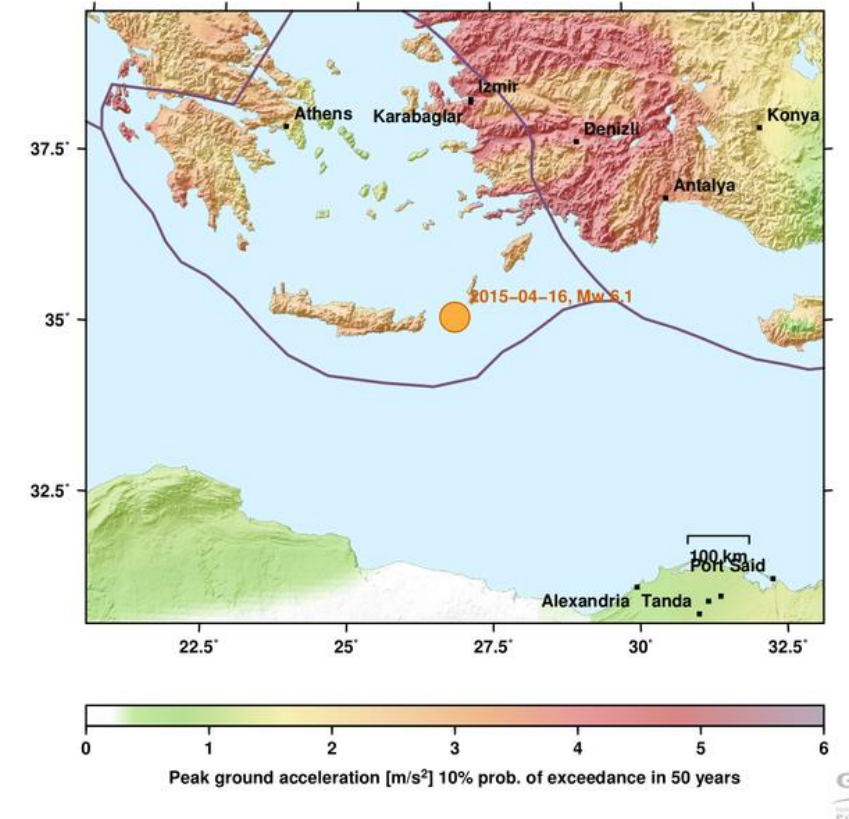 Izmir
Athens
Karabaglar
Konya
Denizli
37.5°
Antalya
2015−04−16, Mw 6.1
35°
32.5°
100 km
Port Said
Alexandria
Tanda
22.5°
25°
27.5°
30°
32.5°
0
1
2
3
4
5
6
Peak ground acceleration [m/s²] 10% prob. of exceedance in 50 years